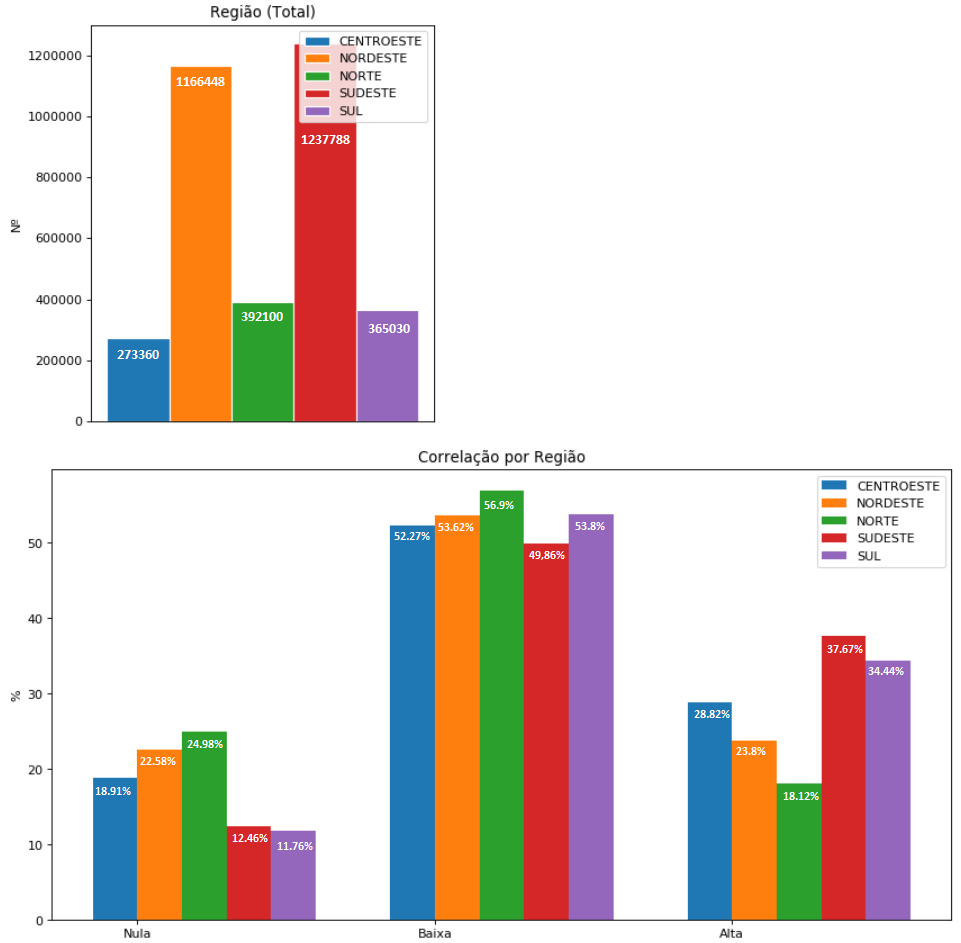 Região (Total)
CENTROESTE
NORDESTE
NORTE
SUDESTE
SUL
Nº
1200000
1000000
800000
600000
400000
200000
0
273360
1166448
392100
1237788
365030
Correlação por Região
CENTROESTE
NORDESTE
NORTE
SUDESTE
SUL
%
50
40
30
20
10
0
18.91%
22.58%
24.98%
12.46%
11.76%
52.27%
53.62%
56.9%
49,86%
53.8%
28.82%
23.8%
18.12%
37.67%
34.44%
Nula
Baixa
Alta